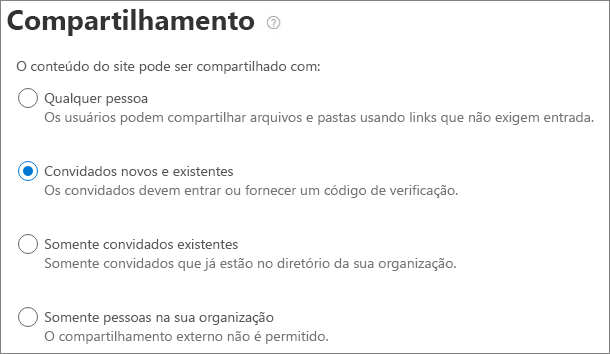 Compartilhamento ?
O conteúdo do site pode ser compartilhado com:
Qualquer pessoa
Os usuários podem compartilhar arquivos e pastas usando links que não exigem entrada.
Convidados novos e existentes
Os convidados devem entrar ou fornecer um código de verificação.
Somente convidados existentes
Somente convidados que já estão no diretório da sua organização.
Somente pessoas na sua organização
O compartilhamento externo não é permitido.